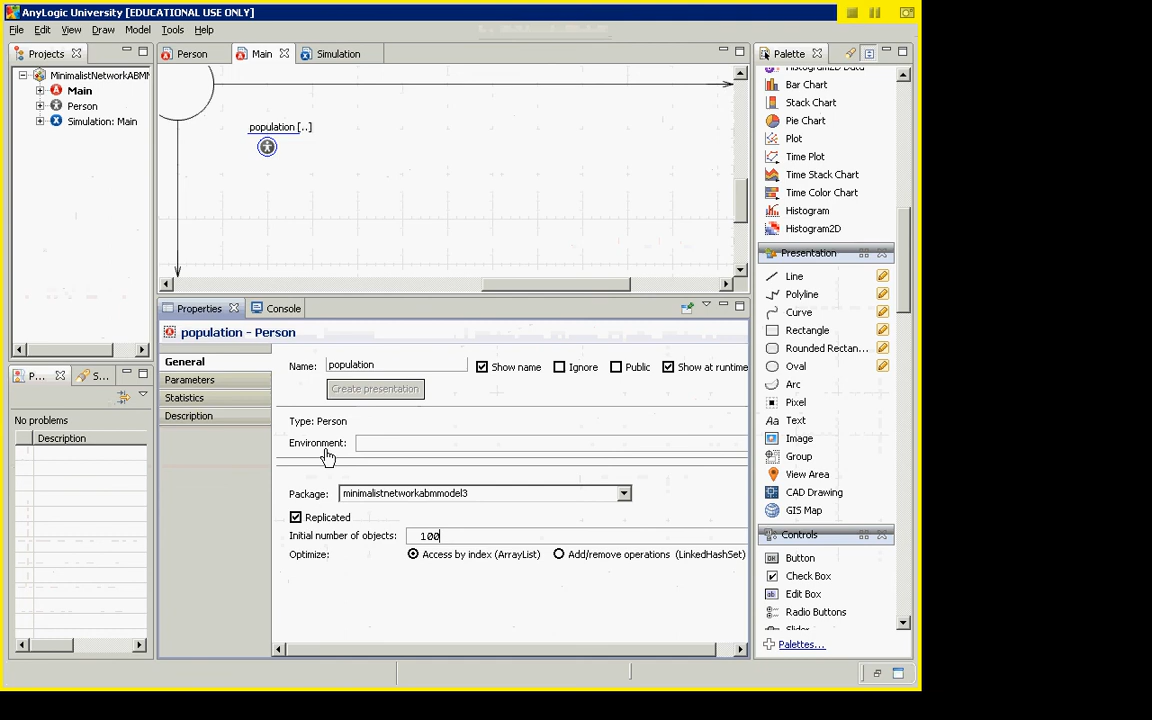 AnyLogic University [EDUCATIONAL USE ONLY]
File Edit View Draw Model Tools Help
Projects
Person Main Simulation
Palette
MinimalistNetworkABMM
Main
Person
Simulation: Main
population [..]
Histogram2D Data
Bar Chart
Stack Chart
Pie Chart
Plot
Time Plot
Time Stack Chart
Time Color Chart
Histogram
Histogram2D
Presentation
Line
Polyline
Curve
Rectangle
Rounded Rectan...
Oval
Arc
Pixel
Text
Image
Group
View Area
CAD Drawing
GIS Map
Controls
Button
Check Box
Edit Box
Radio Buttons
Slider
Palettes...
P... S...
No problems
Description
Properties Console
population - Person
General
Parameters
Statistics
Description
Name: population Show name Ignore Public Show at runtime
Create presentation
Type: Person
Environment:
Package: minimalistnetworkabmmodel3
Replicated
Initial number of objects: 100
Optimize: Access by index (ArrayList) Add/remove operations (LinkedHashSet)